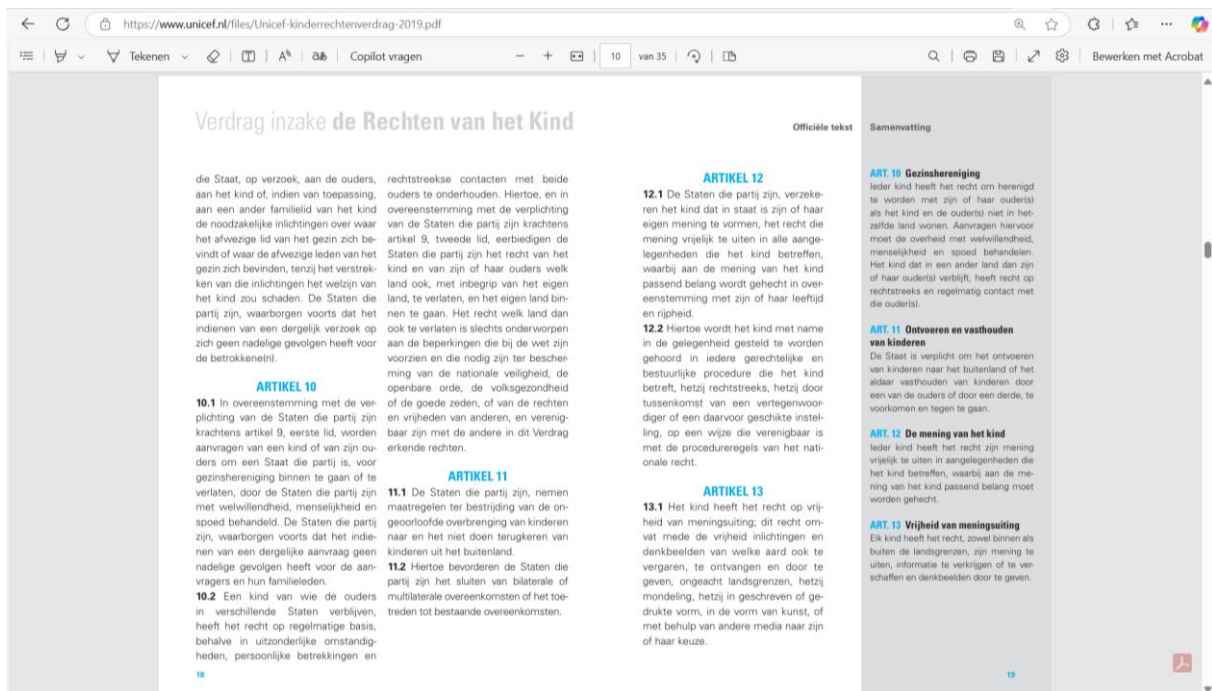 https://www.unicef.nl/files/Unicef-kinderrechtenverdrag-2019.pdf
Tekenen
Copilot vragen
10
van 35
Bewerken met Acrobat
Verdrag inzake de Rechten van het Kind
die Staat, op verzoek, aan de ouders,
aan het kind of, indien van toepassing,
aan een ander familielid van het kind
de noodzakelijke inlichtingen over waar
het afwezige lid van het gezin zich be-
vindt of waar de afwezige leden van het
gezin zich bevinden, tenzij het verstrek-
ken van die inlichtingen het welzijn van
het kind zou schaden. De Staten die
partij zijn, waarborgen voorts dat het
indienen van een dergelijk verzoek op
zich geen nadelige gevolgen heeft voor
de betrokkene(n).
ARTIKEL 10
10.1 In overeenstemming met de ver-
plichting van de Staten die partij zijn
krachtens artikel 9, eerste lid, worden
aanvragen van een kind of van zijn ou-
ders om een Staat die partij is, voor
gezinshereniging binnen te gaan of te
verlaten, door de Staten die partij zijn
met welwillendheid, menselijkheid en
spoed behandeld. De Staten die partij
zijn, waarborgen voorts dat het indie-
nen van een dergelijke aanvraag geen
nadelige gevolgen heeft voor de aan-
vragers en hun familieleden.
10.2 Een kind van wie de ouders
in verschillende Staten verblijven,
heeft het recht op regelmatige basis,
behalve in uitzonderlijke omstandig-
heden, persoonlijke betrekkingen en
18
rechtstreekse contacten met beide
ouders te onderhouden. Hiertoe, en in
overeenstemming met de verplichting
van de Staten die partij zijn krachtens
artikel 9, tweede lid, eerbiedigen de
Staten die partij zijn het recht van het
kind en van zijn of haar ouders welk
land ook, met inbegrip van het eigen
land, te verlaten, en het eigen land bin-
nen te gaan. Het recht welk land dan
ook te verlaten is slechts onderworpen
aan de beperkingen die bij de wet zijn
voorzien en die nodig zijn ter bescher-
ming van de nationale veiligheid, de
openbare orde, de volksgezondheid
of de goede zeden, of van de rechten
en vrijheden van anderen, en verenig-
baar zijn met de andere in dit Verdrag
erkende rechten.
ARTIKEL 11
11.1 De Staten die partij zijn, nemen
maatregelen ter bestrijding van de on-
geoorloofde overbrenging van kinderen
naar en het niet doen terugkeren van
kinderen uit het buitenland.
11.2 Hiertoe bevorderen de Staten die
partij zijn het sluiten van bilaterale of
multilaterale overeenkomsten of het toe-
treden tot bestaande overeenkomsten.
Officiële tekst
ARTIKEL 12
12.1 De Staten die partij zijn, verzeke-
ren het kind dat in staat is zijn of haar
eigen mening te vormen, het recht die
mening vrijelijk te uiten in alle aange-
legenheden die het kind betreffen,
waarbij aan de mening van het kind
passend belang wordt gehecht in over-
eenstemming met zijn of haar leeftijd
en rijpheid.
12.2 Hiertoe wordt het kind met name
in de gelegenheid gesteld te worden
gehoord in iedere gerechtelijke en
bestuurlijke procedure die het kind
betreft, hetzij rechtstreeks, hetzij door
tussenkomst van een vertegenwoor-
diger of een daarvoor geschikte instel-
ling, op een wijze die verenigbaar is
met de procedureregels van het nati-
onale recht.
ARTIKEL 13
13.1 Het kind heeft het recht op vrij-
heid van meningsuiting; dit recht om-
vat mede de vrijheid inlichtingen en
denkbeelden van welke aard ook te
vergaren, te ontvangen en door te
geven, ongeacht landsgrenzen, hetzij
mondeling, hetzij in geschreven of ge-
drukte vorm, in de vorm van kunst, of
met behulp van andere media naar zijn
of haar keuze.
Samenvatting
ART. 10 Gezinshereniging
Ieder kind heeft het recht om herenigd
te worden met zijn of haar ouder(s)
als het kind en de ouder(s) niet in het-
zelfde land wonen. Aanvragen hiervoor
moet de overheid met welwillendheid,
menselijkheid en spoed behandelen.
Het kind dat in een ander land dan zijn
of haar ouder(s) verblijft, heeft recht op
rechtstreeks en regelmatig contact met
die ouder(s).
ART. 11 Ontvoeren en vasthouden
van kinderen
De Staat is verplicht om het ontvoeren
van kinderen naar het buitenland of het
aldaar vasthouden van kinderen door
een van de ouders of door een derde, te
voorkomen en tegen te gaan.
ART. 12 De mening van het kind
Ieder kind heeft het recht zijn mening
vrijelijk te uiten in aangelegenheden die
het kind betreffen, waarbij aan de me-
ning van het kind passend belang moet
worden gehecht.
ART. 13 Vrijheid van meningsuiting
Elk kind heeft het recht, zowel binnen als
buiten de landsgrenzen, zijn mening te
uiten, informatie te verkrijgen of te ver-
schaffen en denkbeelden door te geven.
19